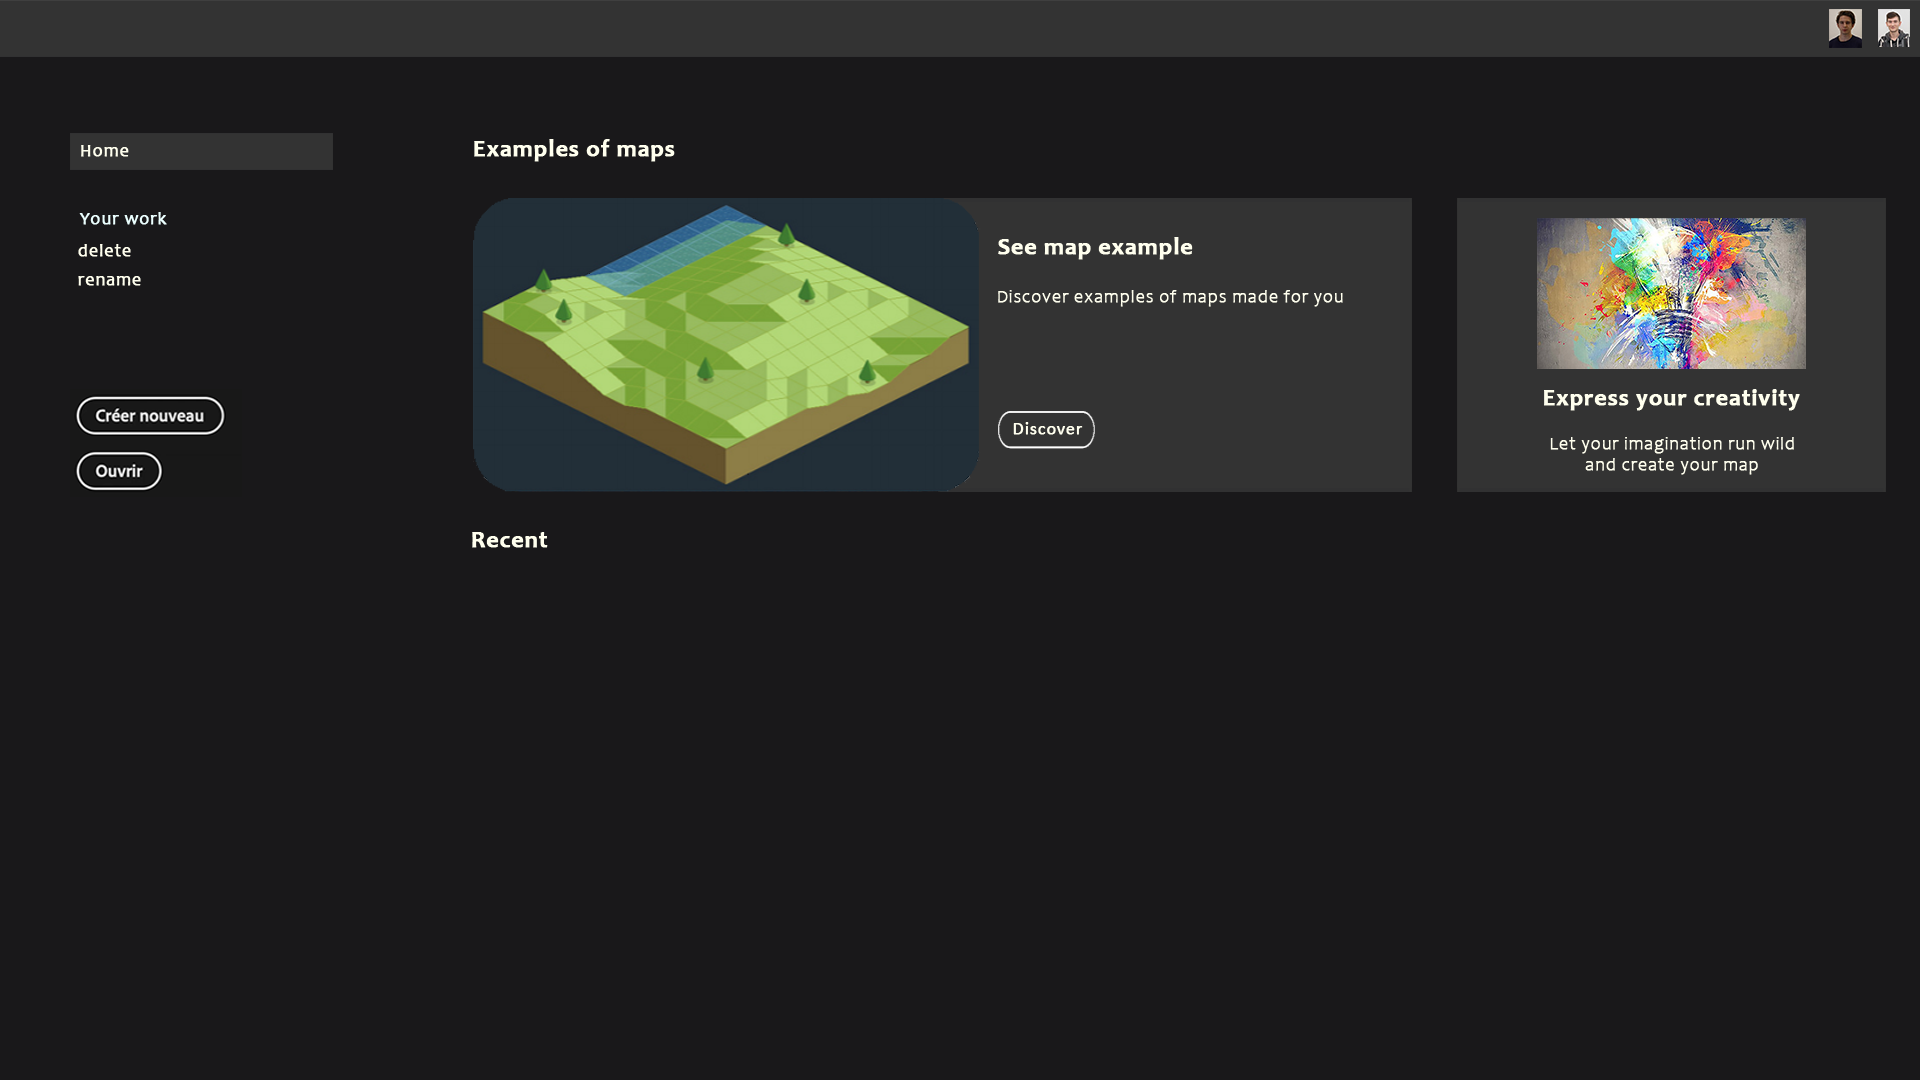 Home
Your work
delete
rename
Créer nouveau
Ouvrir
Examples of maps
See map example
Discover examples of maps made for you
Discover
Express your creativity
Let your imagination run wild
and create your map
Recent